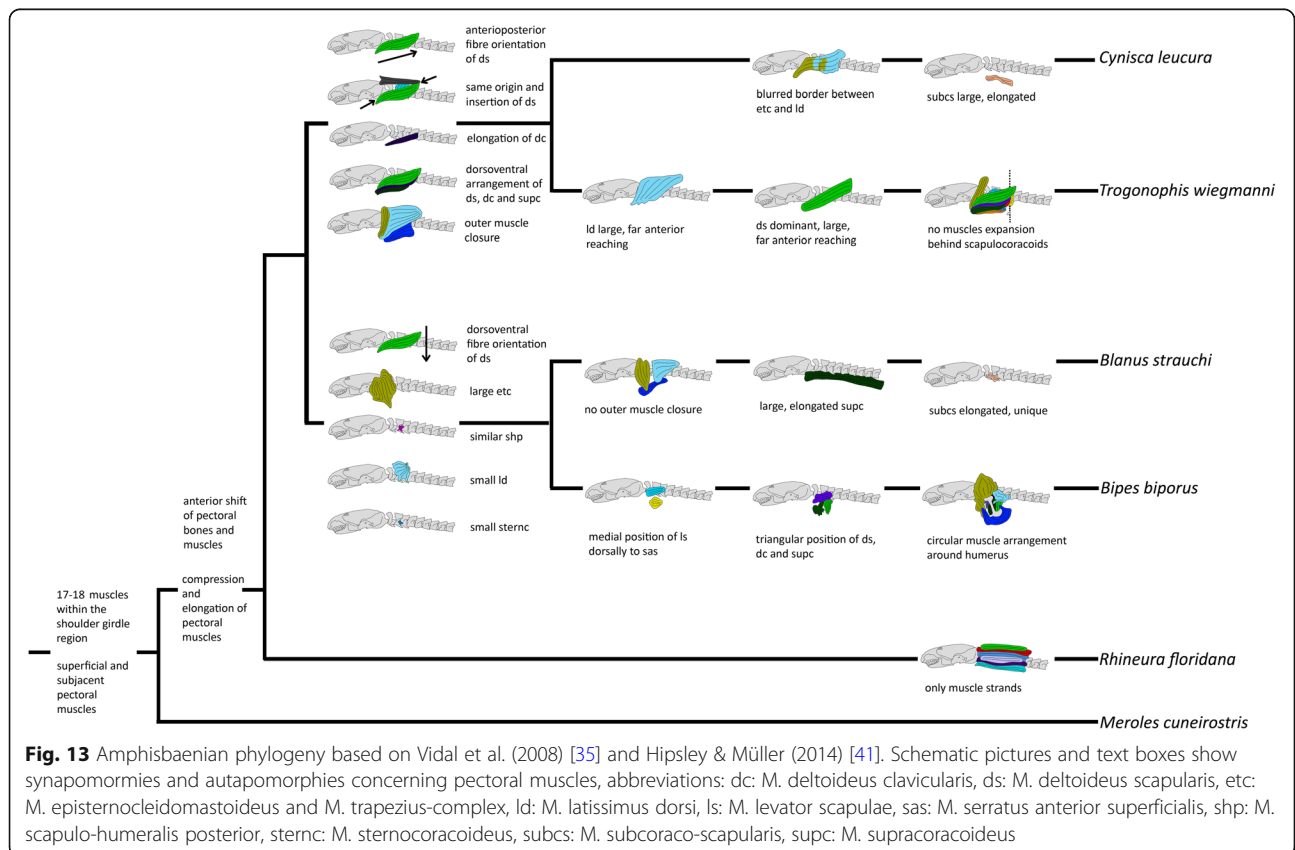 anterioposterior
fibre orientation
of ds
same origin and
insertion of ds
elongation of dc
dorsoventral
arrangement of
ds, dc and supc
outer muscle
closure
blurred border between
etc and ld
subcs large, elongated
Cynisca leucura
ld large, far anterior
reaching
ds dominant, large,
far anterior reaching
no muscles expansion
behind scapulocoracoids
Trogonophis wiegmanni
dorsoventral
fibre orientation
of ds
large etc
similar shp
small ld
small sternc
no outer muscle closure
large, elongated supc
subcs elongated, unique
Blanus strauchi
medial position of ls
dorsally to sas
triangular position of ds,
dc and supc
circular muscle arrangement
around humerus
Bipes biporus
anterior shift
of pectoral
bones and
muscles
compression
and
elongation of
pectoral
muscles
17-18 muscles
within the
shoulder girdle
region
superficial and
subjacent
pectoral
muscles
only muscle strands
Rhineura floridana
Meroles cuneirostris
Fig. 13 Amphisbaenian phylogeny based on Vidal et al. (2008) [35] and Hipsley & Müller (2014) [41]. Schematic pictures and text boxes show
synapomormies and autapomorphies concerning pectoral muscles, abbreviations: dc: M. deltoideus clavicularis, ds: M. deltoideus scapularis, etc:
M. episternocleidomastoideus and M. trapezius-complex, ld: M. latissimus dorsi, ls: M. levator scapulae, sas: M. serratus anterior superficialis, shp: M.
scapulo-humeralis posterior, sternc: M. sternocoracoideus, subcs: M. subcoraco-scapularis, supc: M. supracoracoideus